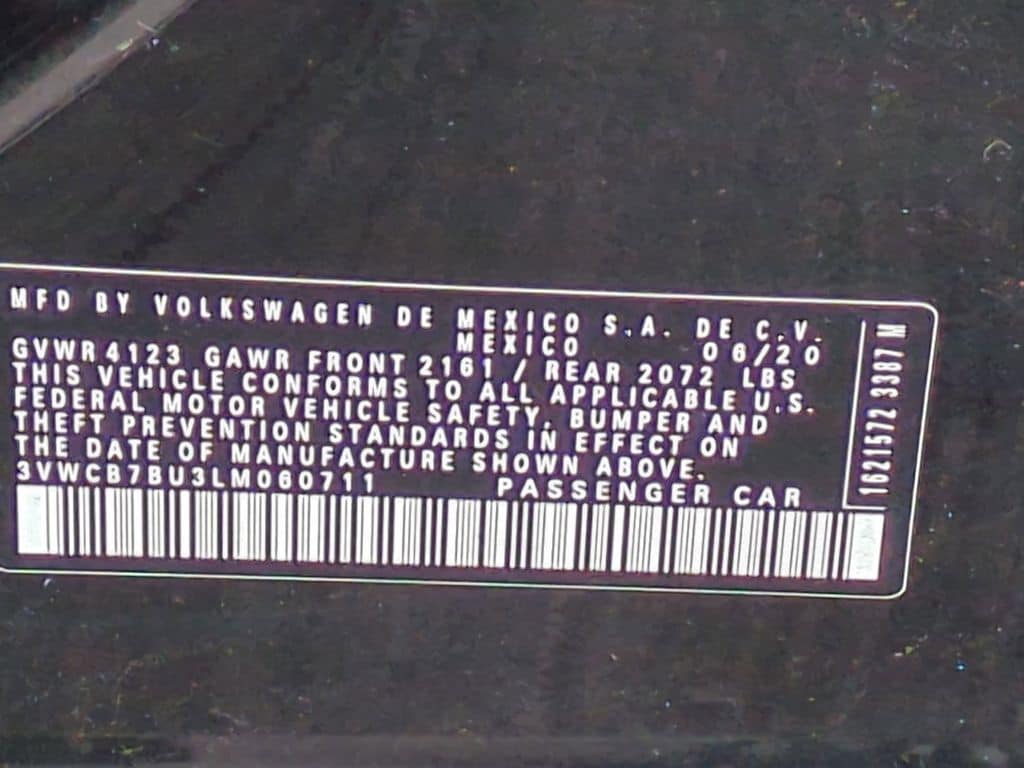 MFD BY VOLKSWAGEN DE MEXICO S.A. DE C.V.
MEXICO 06/20
GVWR 4123 GAWR FRONT 2161 / REAR 2072 LBS
THIS VEHICLE CONFORMS TO ALL APPLICABLE U.S.
FEDERAL MOTOR VEHICLE SAFETY, BUMPER AND
THEFT PREVENTION STANDARDS IN EFFECT ON
THE DATE OF MANUFACTURE SHOWN ABOVE.
3VWCB7BU3LM060711 PASSENGER CAR
1621572 3387 M